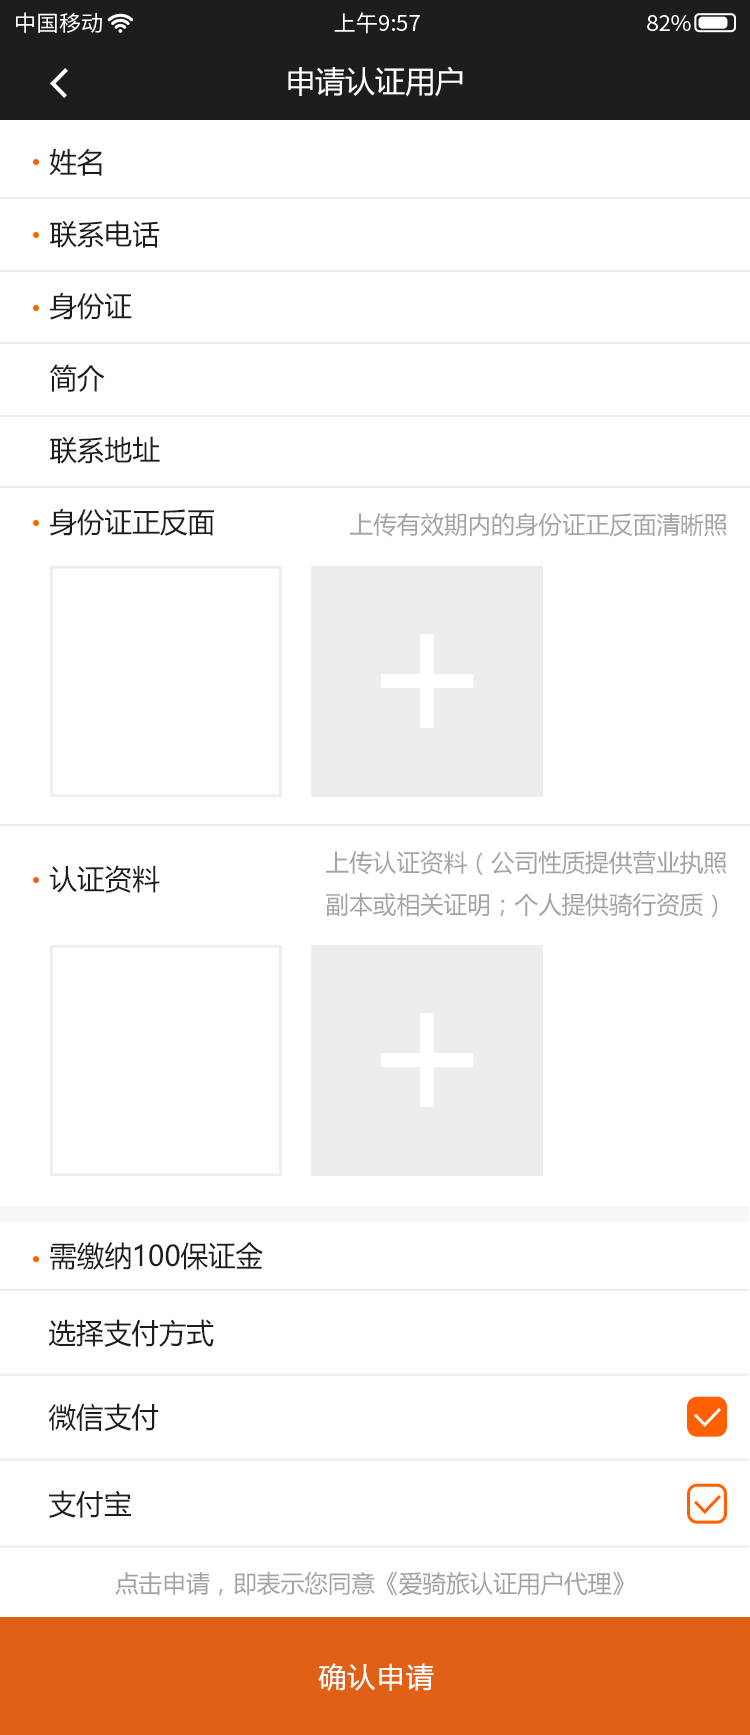 中国移动 上午9:57 82%
申请认证用户
姓名
联系电话
身份证
简介
联系地址
身份证正反面 上传有效期内的身份证正反面清晰照
认证资料
上传认证资料（公司性质提供营业执照
副本或相关证明；个人提供骑行资质）
需缴纳100保证金
选择支付方式
微信支付
支付宝
点击申请，即表示您同意《爱骑旅认证用户代理》
确认申请